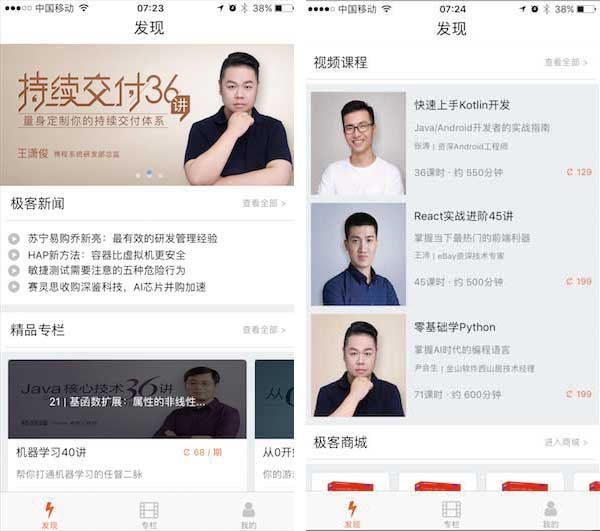 中国移动 07:23 38%
发现
持续交付36讲
量身定制你的持续交付体系
王潇俊 携程系统研发部总监
极客新闻 查看全部 >
苏宁易购乔新亮：最有效的研发管理经验
HAP新方法：容器比虚拟机更安全
敏捷测试需要注意的五种危险行为
赛灵思收购深鉴科技，AI芯片并购加速
精品专栏 查看全部 >
Java核心技术36讲
从0
21 | 基函数扩展：属性的非线性...
机器学习40讲 68 / 期
从0开
帮你打通机器学习的任督二脉
你的游
发现 专栏 我的
中国移动 07:24 38%
发现
视频课程 查看全部 >
快速上手Kotlin开发
Java/Android开发者的实战指南
张涛 | 资深Android工程师
36课时 · 约 550分钟 129
React实战进阶45讲
掌握当下最热门的前端利器
王沛 | eBay资深技术专家
45课时 · 约 500分钟 199
零基础学Python
掌握AI时代的编程语言
尹会生 | 金山软件西山居技术经理
71课时 · 约 600分钟 199
极客商城 进入商城 >
发现 专栏 我的